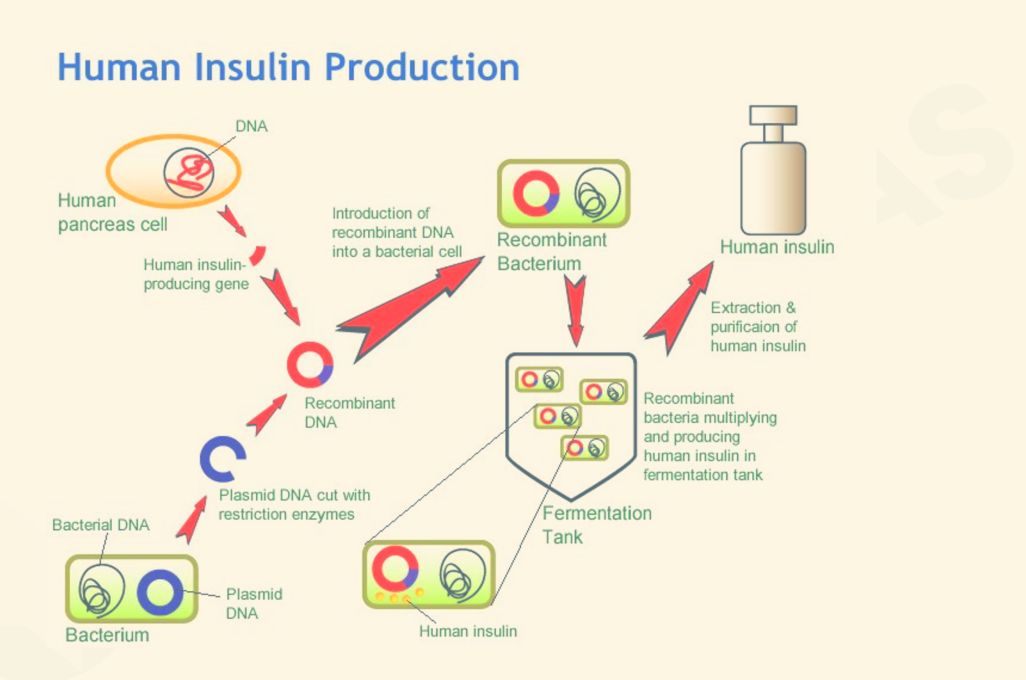 Human Insulin Production
DNA
Human
pancreas cell
Human insulin-
producing gene
Introduction of
recombinant DNA
into a bacterial cell
Recombinant
Bacterium
Human insulin
Extraction &
purificaion of
human insulin
Recombinant
DNA
Recombinant
bacteria multiplying
and producing
human insulin in
fermentation tank
Plasmid DNA cut with
restriction enzymes
Fermentation
Tank
Bacterial DNA
Plasmid
DNA
Bacterium
Human insulin